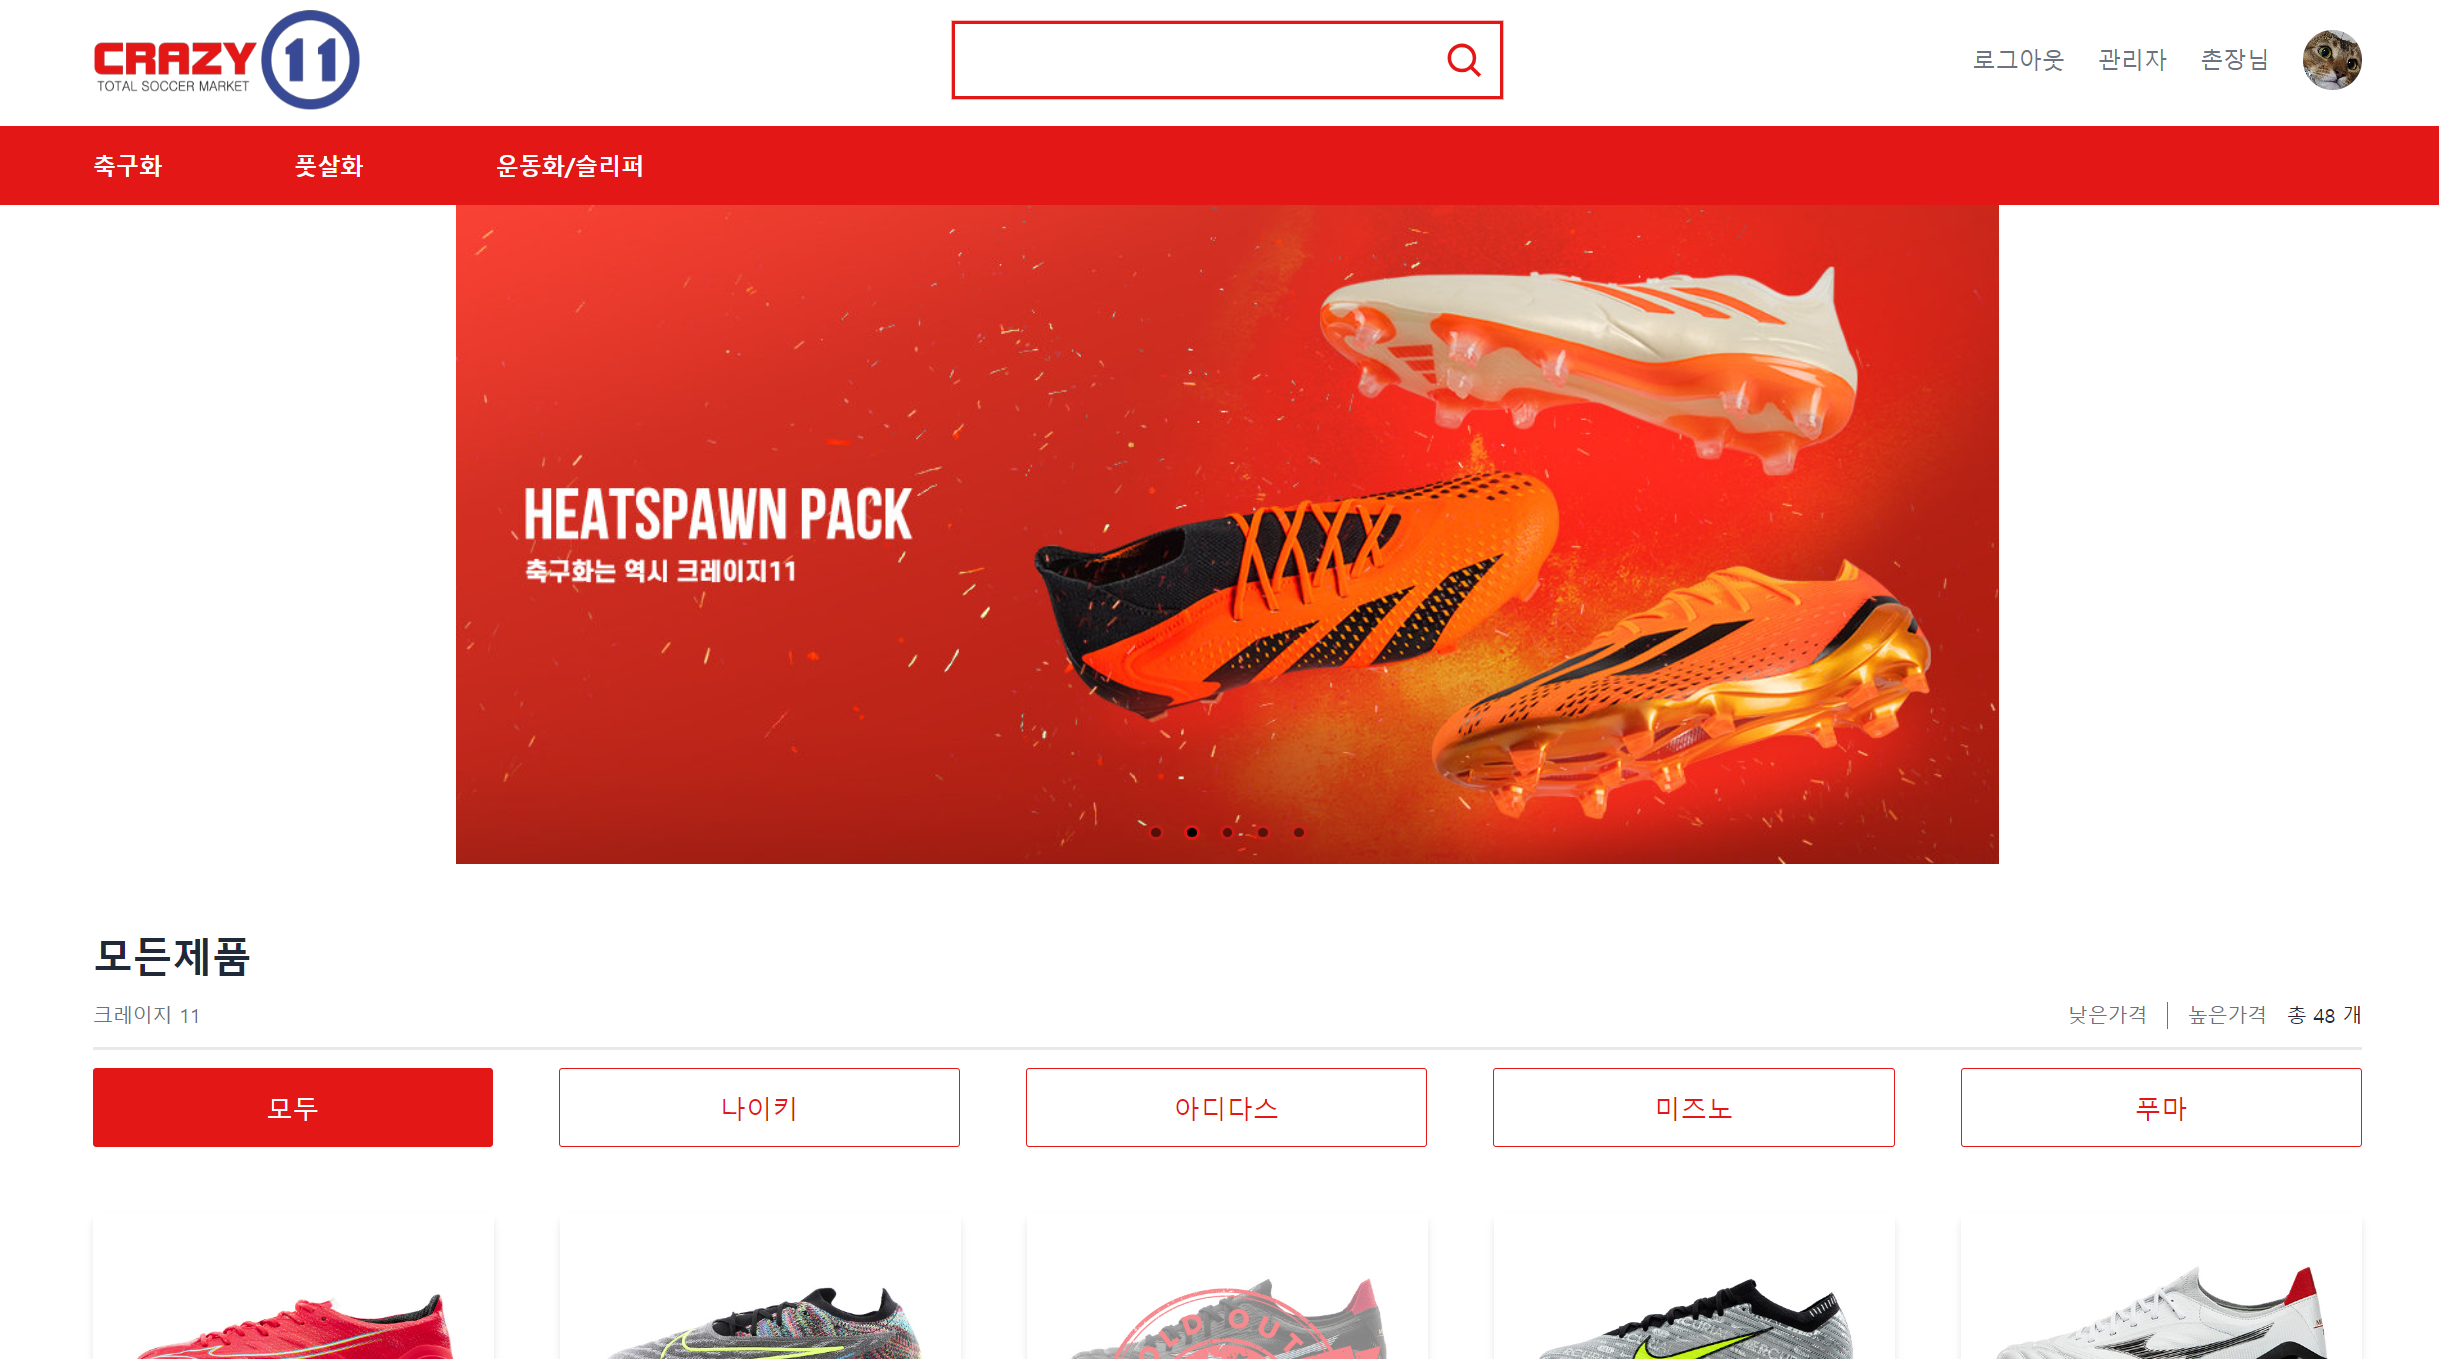 CRAZY 11
TOTAL SOCCER MARKET
로그아웃 관리자 촌장님
축구화 풋살화 운동화/슬리퍼
HEATSPAWN PACK
축구화는 역시 크레이지11
모든제품
크레이지 11
낮은가격 높은가격 총 48 개
모두 나이키 아디다스 미즈노 푸마
SOLD OUT